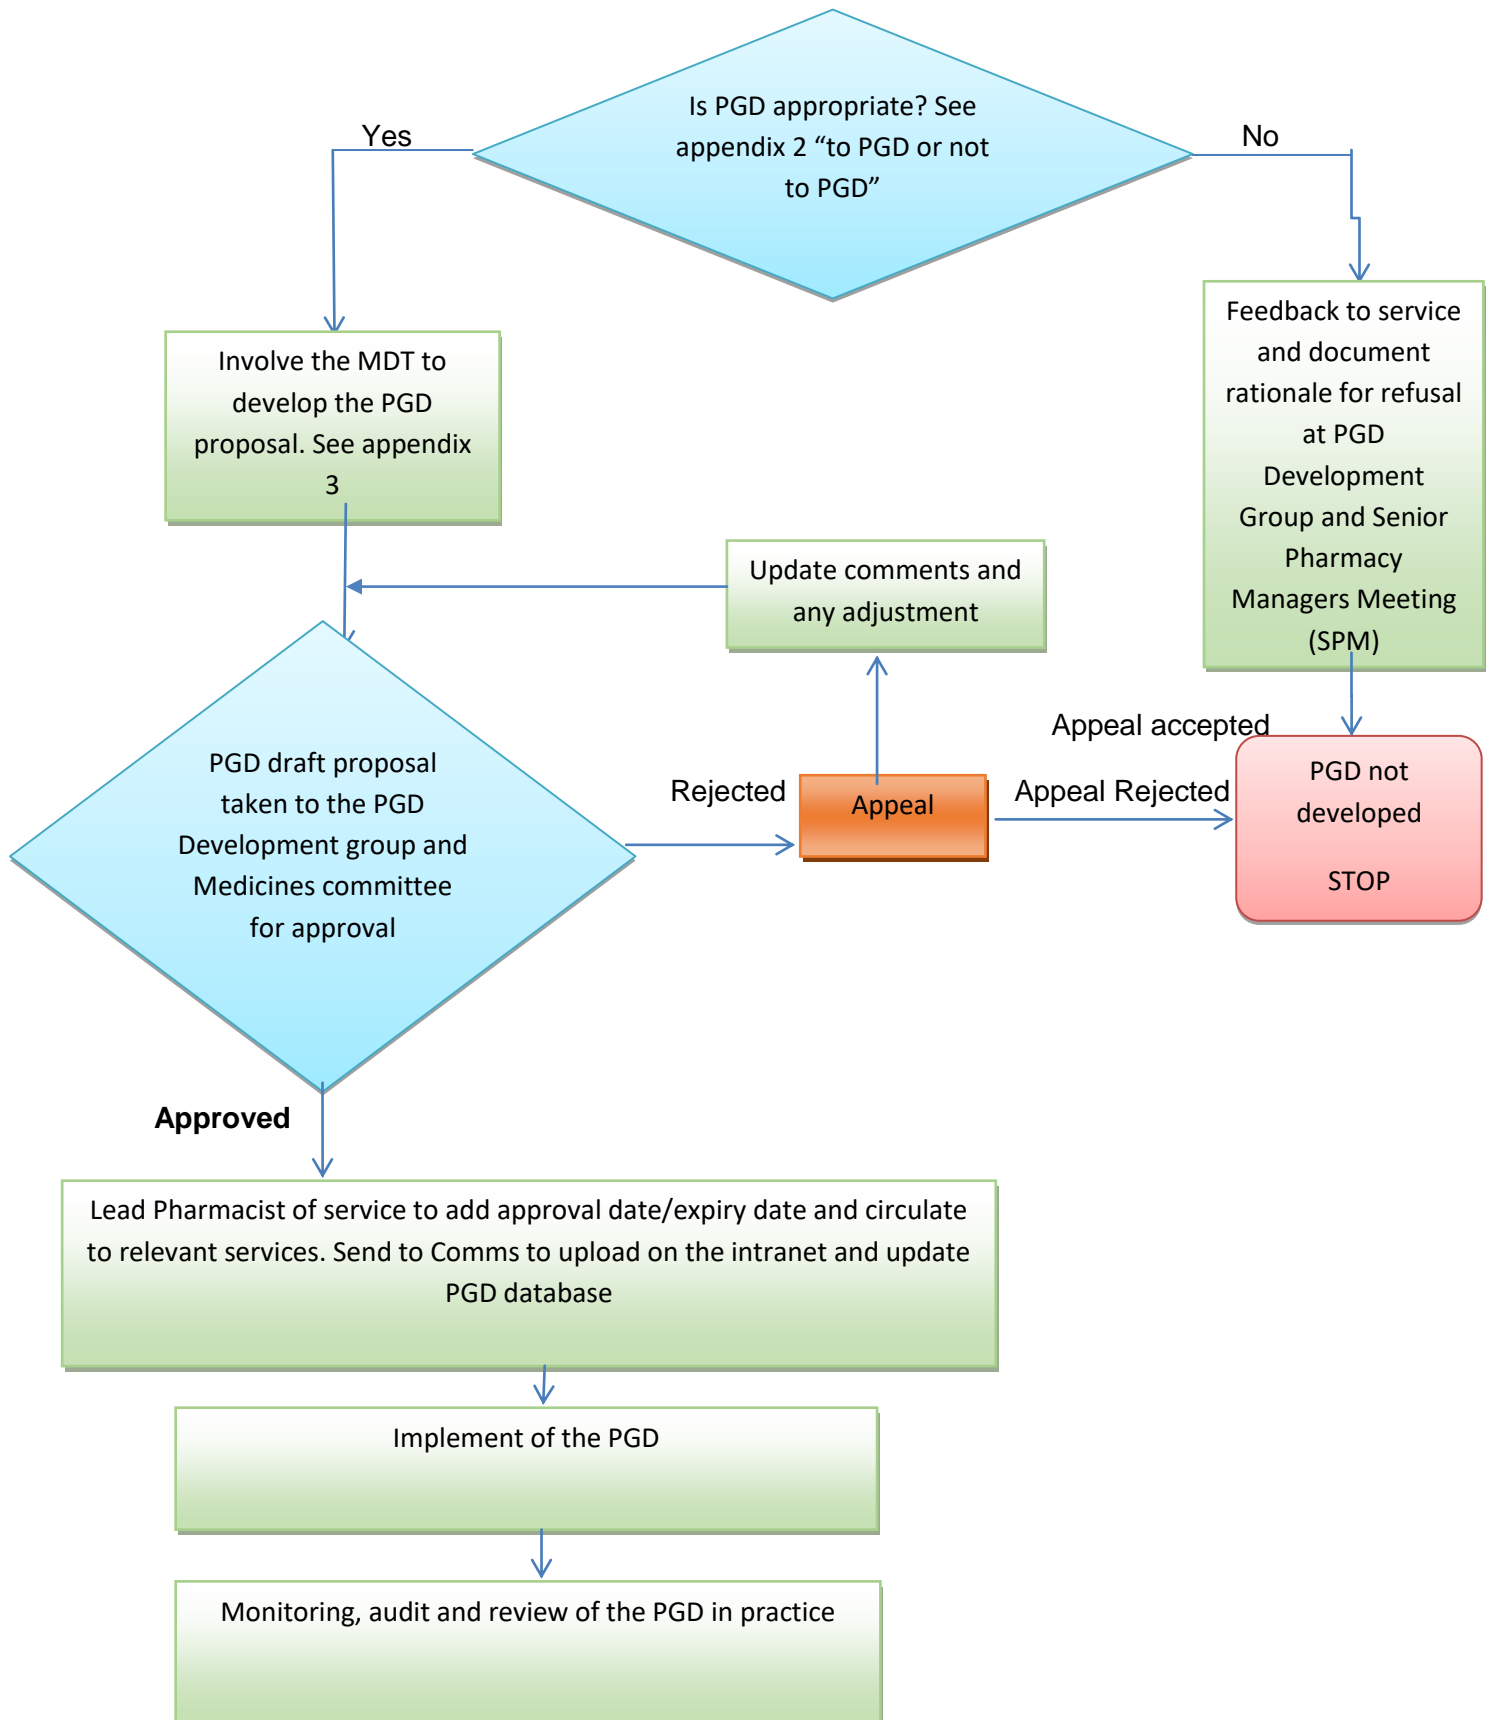 Is PGD appropriate? See
appendix 2 “to PGD or not
to PGD”
Yes
No
Involve the MDT to
develop the PGD
proposal. See appendix
3
Feedback to service
and document
rationale for refusal
at PGD
Development
Group and Senior
Pharmacy
Managers Meeting
(SPM)
Update comments and
any adjustment
PGD draft proposal
taken to the PGD
Development group and
Medicines committee
for approval
Rejected
Appeal
Appeal accepted
Appeal Rejected
PGD not
developed
STOP
Approved
Lead Pharmacist of service to add approval date/expiry date and circulate
to relevant services. Send to Comms to upload on the intranet and update
PGD database
Implement of the PGD
Monitoring, audit and review of the PGD in practice